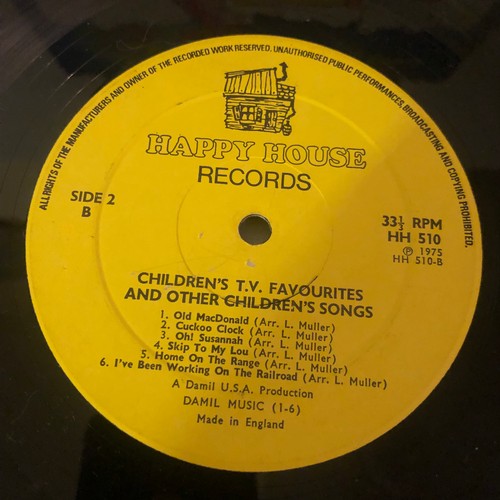 ALL RIGHTS OF THE MANUFACTURERS AND OWNER OF THE RECORDED WORK RESERVED. UNAUTHORISED PUBLIC PERFORMANCES, BROADCASTING AND COPYING PROHIBITED.
HAPPY HOUSE
RECORDS
SIDE 2
B
33⅓ RPM
HH 510
℗ 1975
HH 510-B
CHILDREN'S T.V. FAVOURITES
AND OTHER CHILDREN'S SONGS
1. Old MacDonald (Arr. L. Muller)
2. Cuckoo Clock (Arr. L. Muller)
3. Oh! Susannah (Arr. L. Muller)
4. Skip To My Lou (Arr. L. Muller)
5. Home On The Range (Arr. L. Muller)
6. I've Been Working On The Railroad (Arr. L. Muller)
A Damil U.S.A. Production
DAMIL MUSIC (1-6)
Made in England